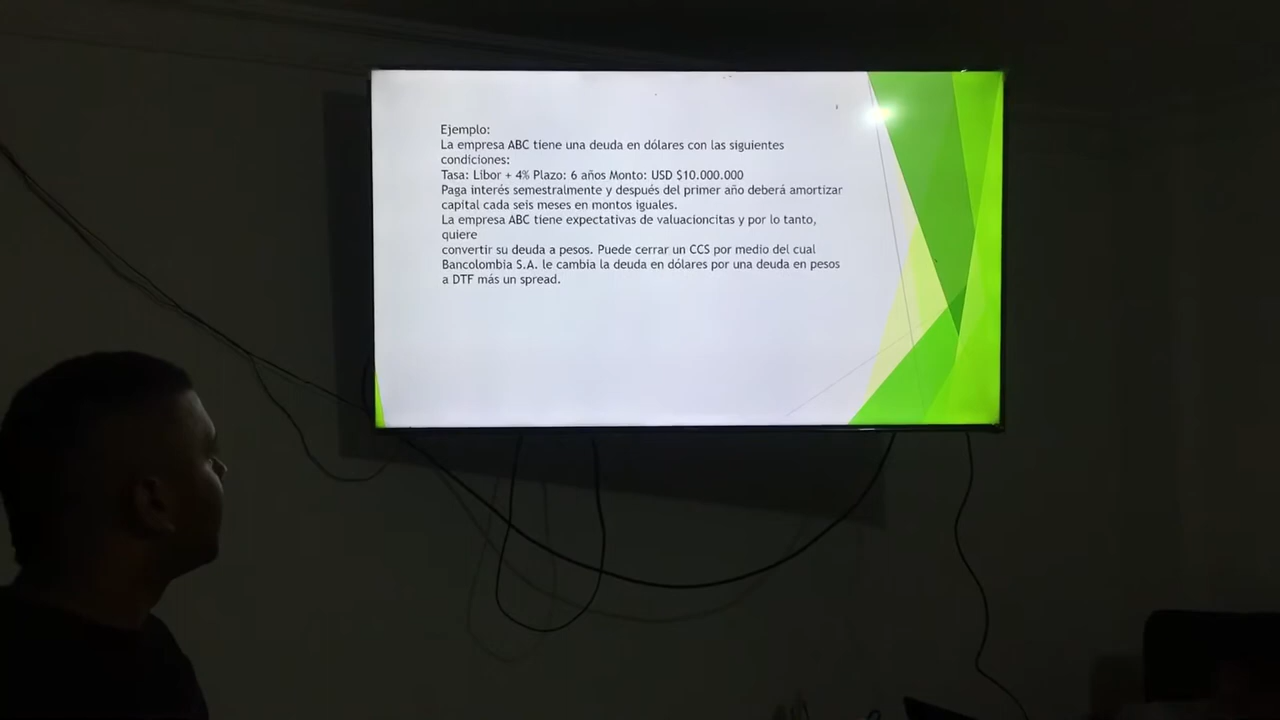 Ejemplo:
La empresa ABC tiene una deuda en dólares con las siguientes
condiciones:
Tasa: Libor + 4% Plazo: 6 años Monto: USD $10.000.000
Paga interés semestralmente y después del primer año deberá amortizar
capital cada seis meses en montos iguales.
La empresa ABC tiene expectativas de valuacioncitas y por lo tanto,
quiere
convertir su deuda a pesos. Puede cerrar un CCS por medio del cual
Bancolombia S.A. le cambia la deuda en dólares por una deuda en pesos
a DTF más un spread.